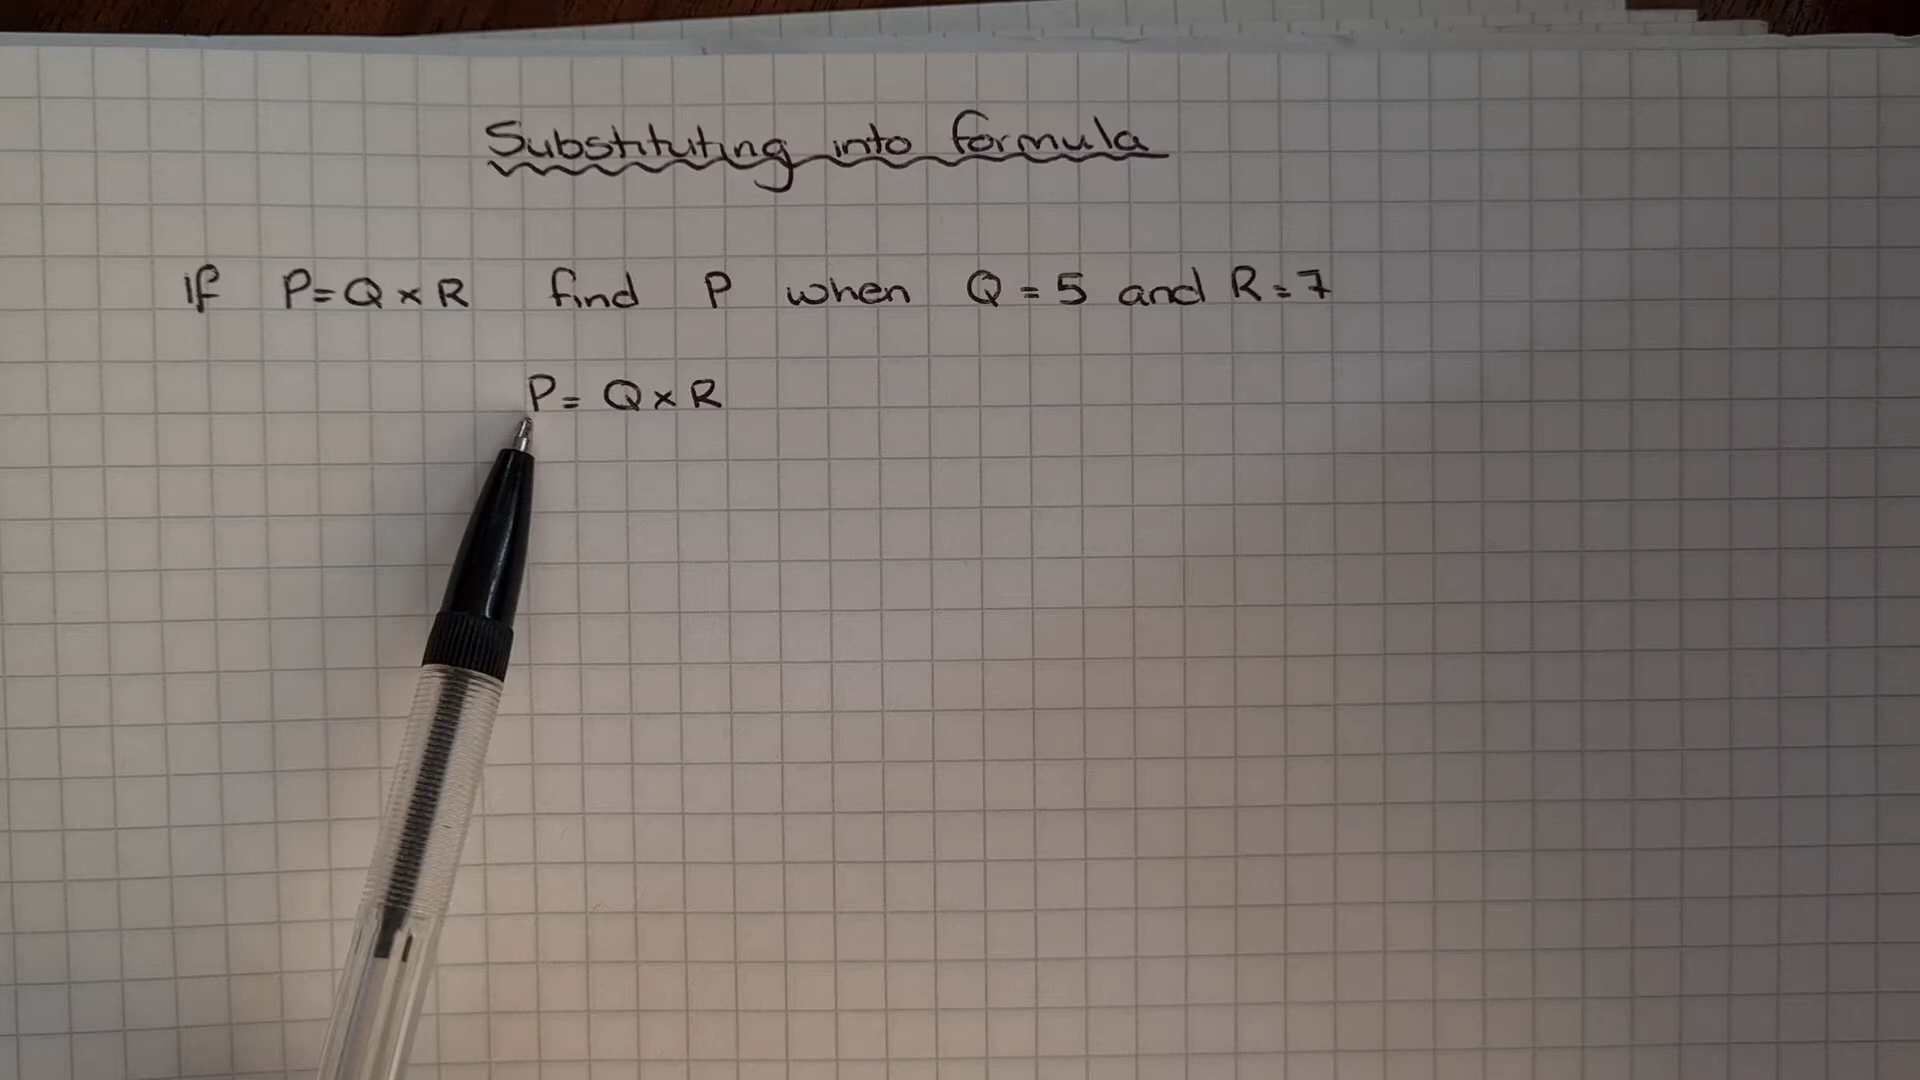 Substituting into formula
If P=Q×R find P when Q=5 and R=7
P= Q×R